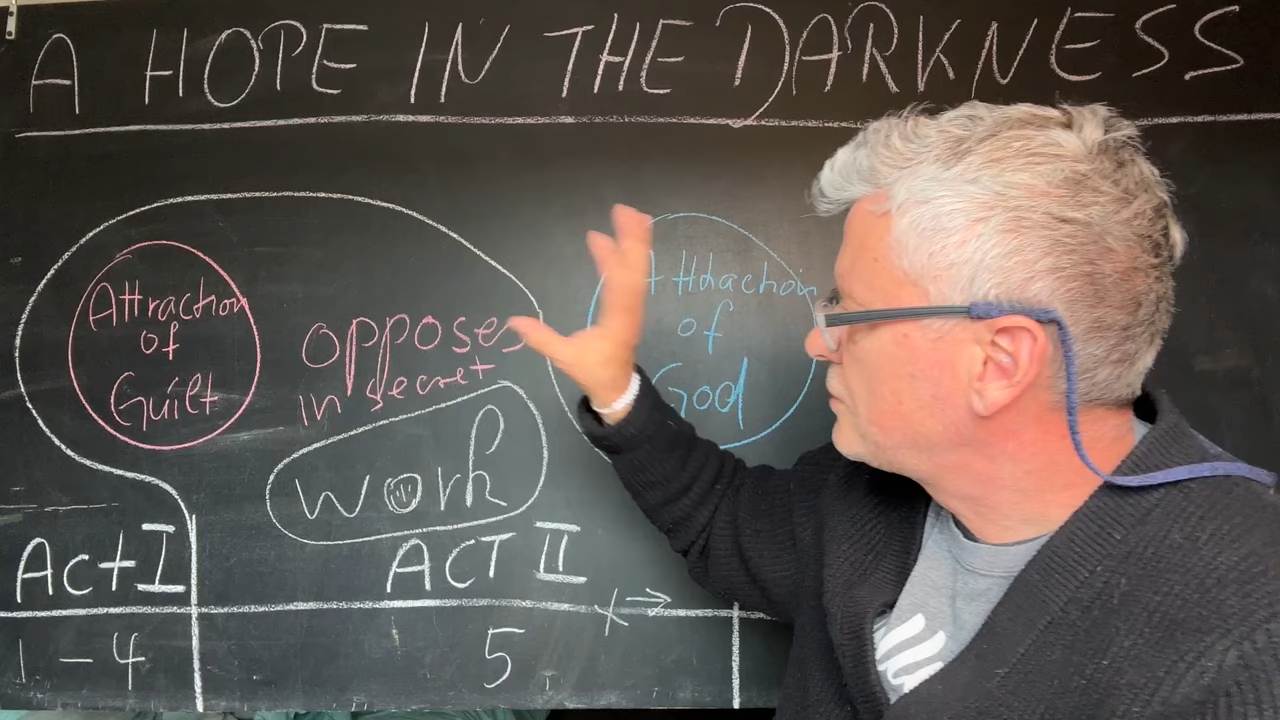 A HOPE IN THE DARKNESS
Attraction
of
Guilt
opposes
in secret
work
Attraction
of
God
Act I
ACT II
1 - 4
5